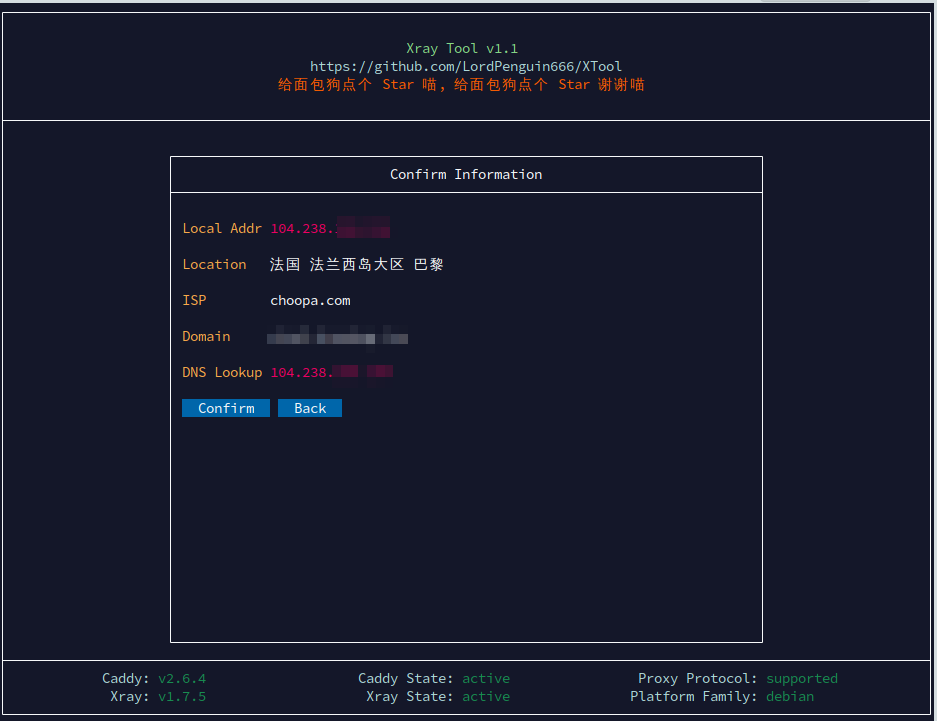 Xray Tool v1.1
https://github.com/LordPenguin666/XTool
给面包狗点个 Star 喵, 给面包狗点个 Star 谢谢喵
Confirm Information
Local Addr 104.238.
Location 法国 法兰西岛大区 巴黎
ISP choopa.com
Domain
DNS Lookup 104.238.
Confirm Back
Caddy: v2.6.4 Caddy State: active Proxy Protocol: supported
Xray: v1.7.5 Xray State: active Platform Family: debian